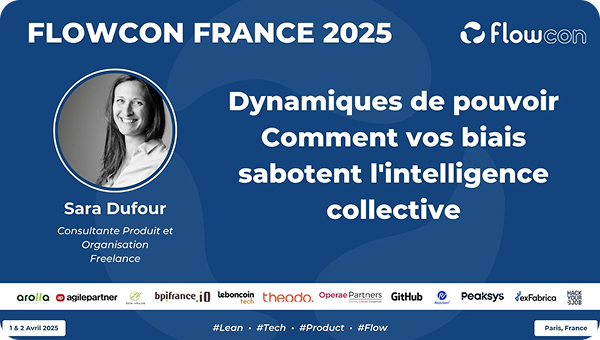 FLOWCON FRANCE 2025
flowcon
Dynamiques de pouvoir
Comment vos biais
sabotent l'intelligence
collective
Sara Dufour
Consultante Produit et
Organisation
Freelance
arolla
agilepartner
bpifrance.iO
leboncoin
tech
theodo.
Operae Partners
GitHub
Peaksys
exFabrica
HACK
YOUR
JOB
1 & 2 Avril 2025
#Lean • #Tech • #Product • #Flow
Paris, France